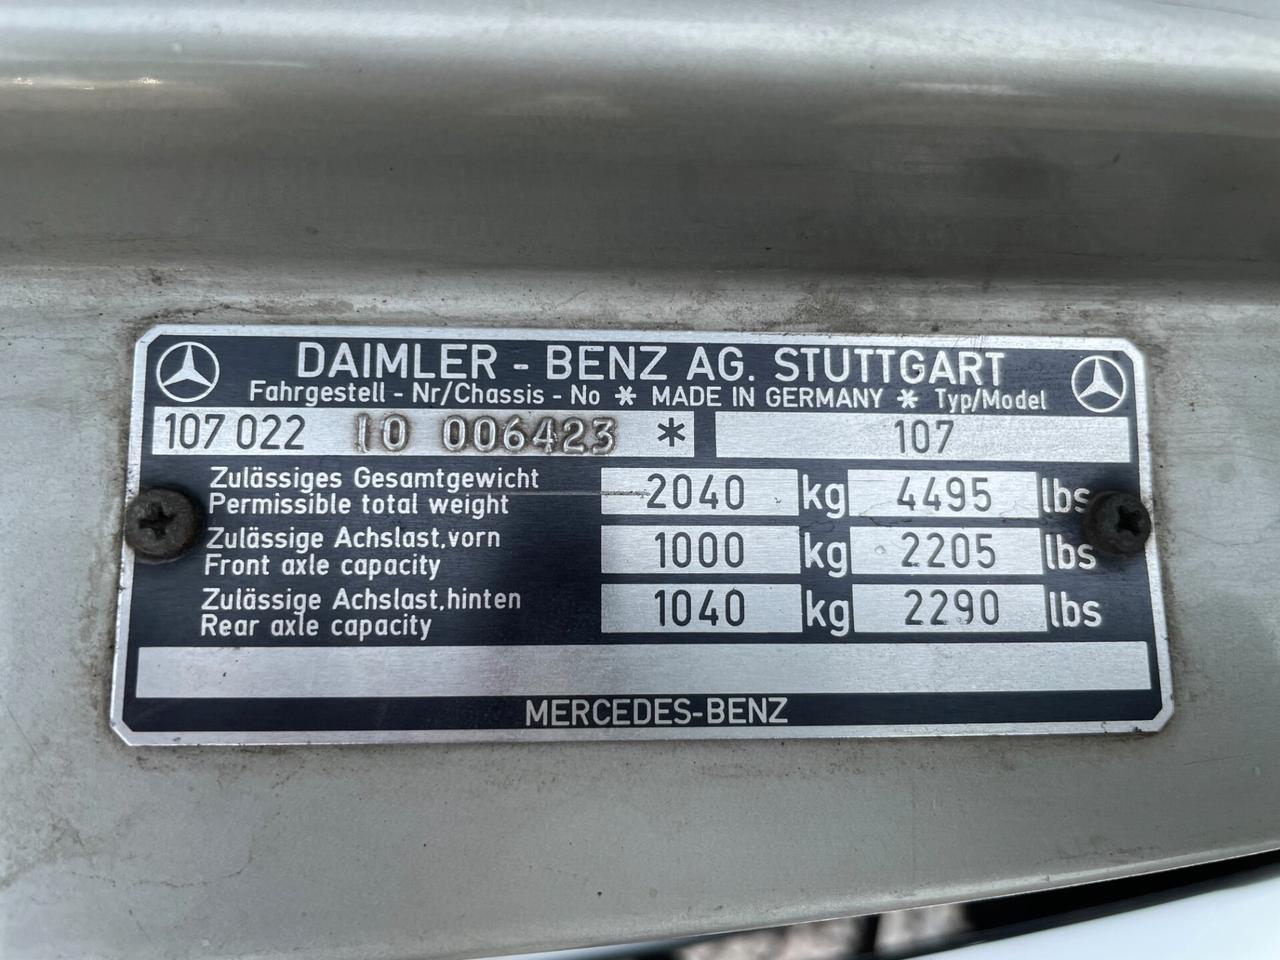 DAIMLER - BENZ AG. STUTTGART
Fahrgestell - Nr/Chassis - No * MADE IN GERMANY * Typ/Model
107 022 10 006423 * 107
Zulässiges Gesamtgewicht
Permissible total weight 2040 kg 4495 lbs
Zulässige Achslast,vorn
Front axle capacity 1000 kg 2205 lbs
Zulässige Achslast,hinten
Rear axle capacity 1040 kg 2290 lbs
MERCEDES-BENZ